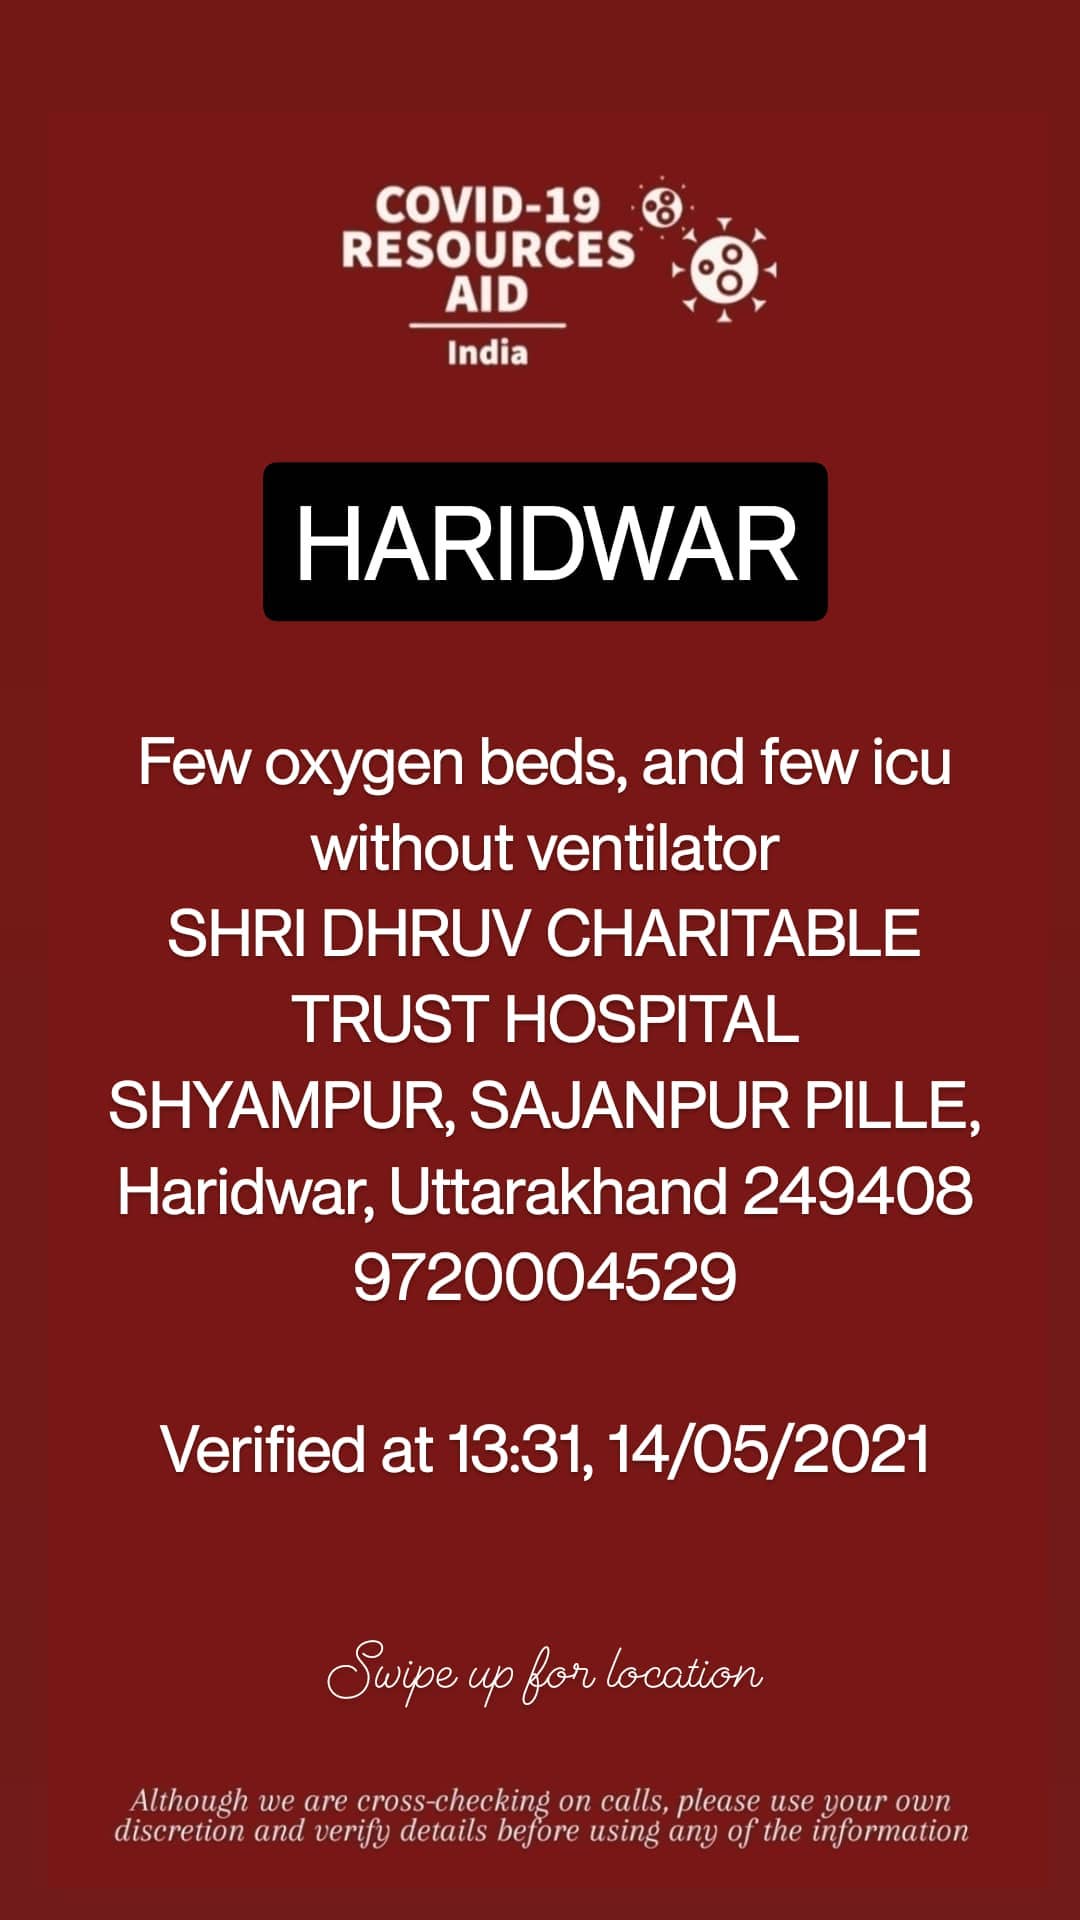 COVID-19
RESOURCES
AID
India
HARIDWAR
Few oxygen beds, and few icu
without ventilator
SHRI DHRUV CHARITABLE
TRUST HOSPITAL
SHYAMPUR, SAJANPUR PILLE,
Haridwar, Uttarakhand 249408
9720004529
Verified at 13:31, 14/05/2021
Swipe up for location
Although we are cross-checking on calls, please use your own
discretion and verify details before using any of the information